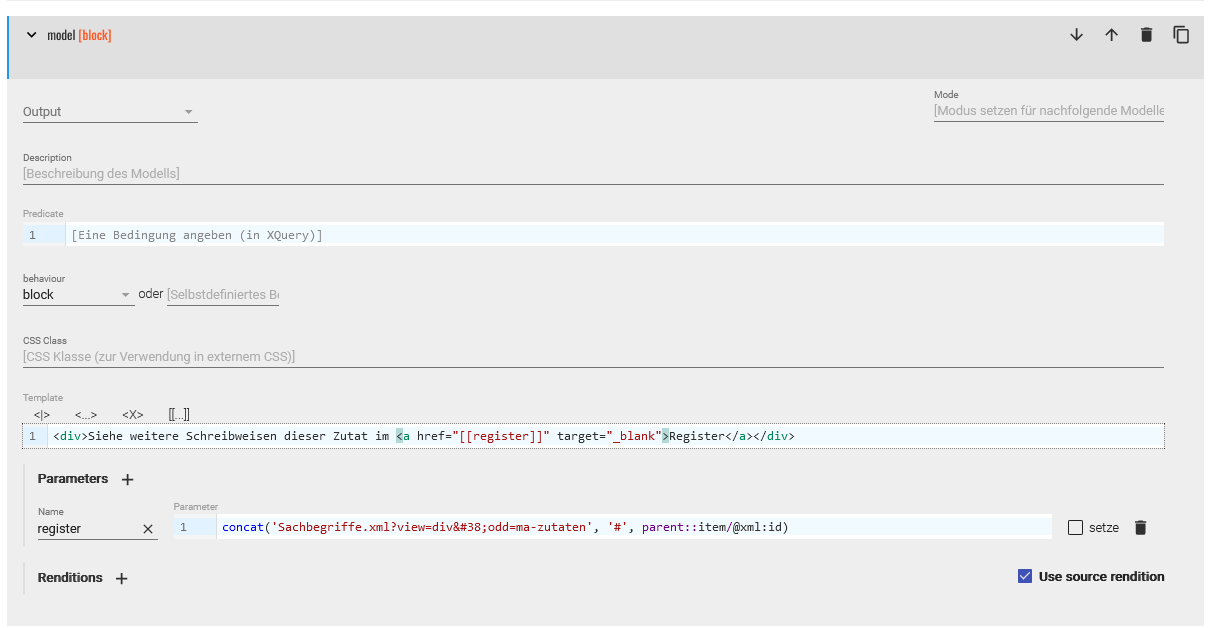 model [block]
Output
Mode
[Modus setzen für nachfolgende Modelle
Description
[Beschreibung des Modells]
Predicate
1 [Eine Bedingung angeben (in XQuery)]
behaviour
block oder [Selbstdefiniertes Be
CSS Class
[CSS Klasse (zur Verwendung in externem CSS)]
Template
<|> <...> <X> [[...]]
1 <div>Siehe weitere Schreibweisen dieser Zutat im <a href="[[register]]" target="_blank">Register</a></div>
Parameters +
Name
Parameter
register
1 concat('Sachbegriffe.xml?view=div&#38;odd=ma-zutaten', '#', parent::item/@xml:id)
setze
Renditions +
Use source rendition